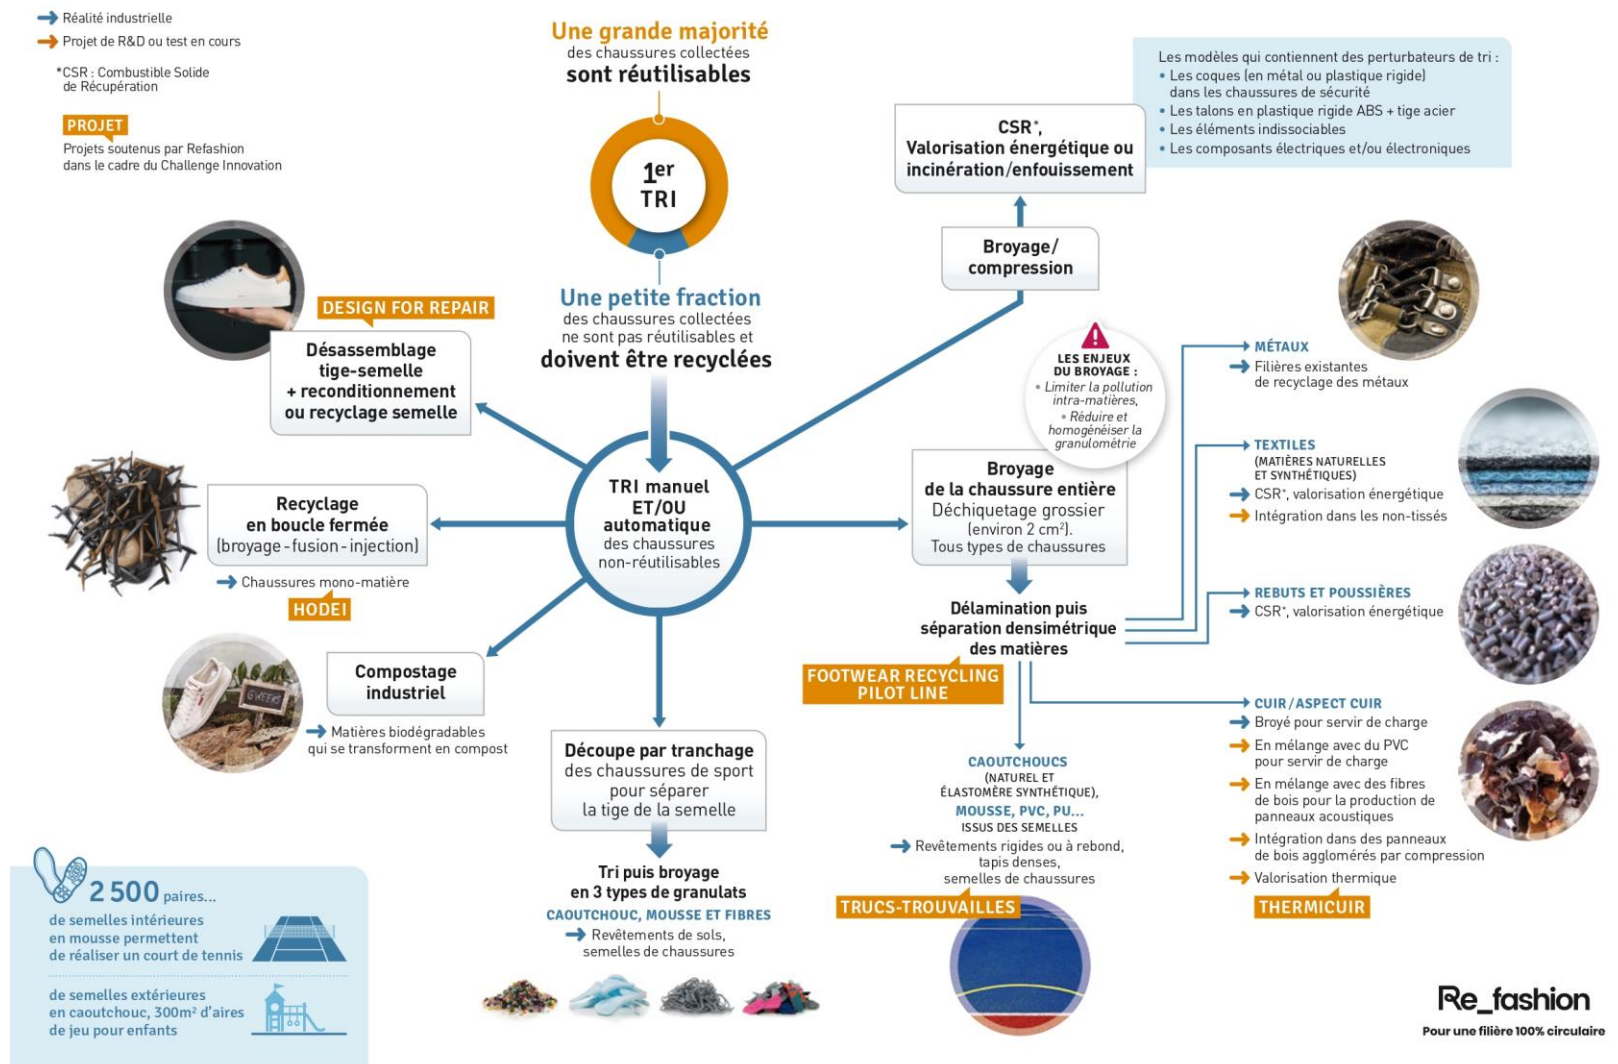 Réalité industrielle
Projet de R&D ou test en cours
*CSR : Combustible Solide
de Récupération
PROJET
Projets soutenus par Refashion
dans le cadre du Challenge Innovation
Une grande majorité
des chaussures collectées
sont réutilisables
1er
TRI
Une petite fraction
des chaussures collectées
ne sont pas réutilisables et
doivent être recyclées
CSR*,
Valorisation énergétique ou
incinération/enfouissement
Les modèles qui contiennent des perturbateurs de tri :
• Les coques (en métal ou plastique rigide)
dans les chaussures de sécurité
• Les talons en plastique rigide ABS + tige acier
• Les éléments indissociables
• Les composants électriques et/ou électroniques
Broyage/
compression
DESIGN FOR REPAIR
Désassemblage
tige-semelle
+ reconditionnement
ou recyclage semelle
Recyclage
en boucle fermée
(broyage-fusion-injection)
Chaussures mono-matière
HODEI
6 WEEKS
Compostage
industriel
Matières biodégradables
qui se transforment en compost
TRI manuel
ET/OU
automatique
des chaussures
non-réutilisables
Découpe par tranchage
des chaussures de sport
pour séparer
la tige de la semelle
Tri puis broyage
en 3 types de granulats
CAOUTCHOUC, MOUSSE ET FIBRES
Revêtements de sols,
semelles de chaussures
LES ENJEUX
DU BROYAGE :
• Limiter la pollution
intra-matières,
• Réduire et
homogénéiser la
granulométrie
Broyage
de la chaussure entière
Déchiquetage grossier
(environ 2 cm²).
Tous types de chaussures
Délamination puis
séparation densimétrique
des matières
FOOTWEAR RECYCLING
PILOT LINE
CAOUTCHOUCS
(NATUREL ET
ÉLASTOMÈRE SYNTHÉTIQUE),
MOUSSE, PVC, PU...
ISSUS DES SEMELLES
Revêtements rigides ou à rebond,
tapis denses,
semelles de chaussures
TRUCS-TROUVAILLES
MÉTAUX
Filières existantes
de recyclage des métaux
TEXTILES
(MATIÈRES NATURELLES
ET SYNTHÉTIQUES)
CSR*, valorisation énergétique
Intégration dans les non-tissés
REBUTS ET POUSSIÈRES
CSR*, valorisation énergétique
CUIR/ASPECT CUIR
Broyé pour servir de charge
En mélange avec du PVC
pour servir de charge
En mélange avec des fibres
de bois pour la production de
panneaux acoustiques
Intégration dans des panneaux
de bois agglomérés par compression
Valorisation thermique
THERMICUIR
2 500 paires...
de semelles intérieures
en mousse permettent
de réaliser un court de tennis
de semelles extérieures
en caoutchouc, 300m² d'aires
de jeu pour enfants
Re_fashion
Pour une filière 100% circulaire